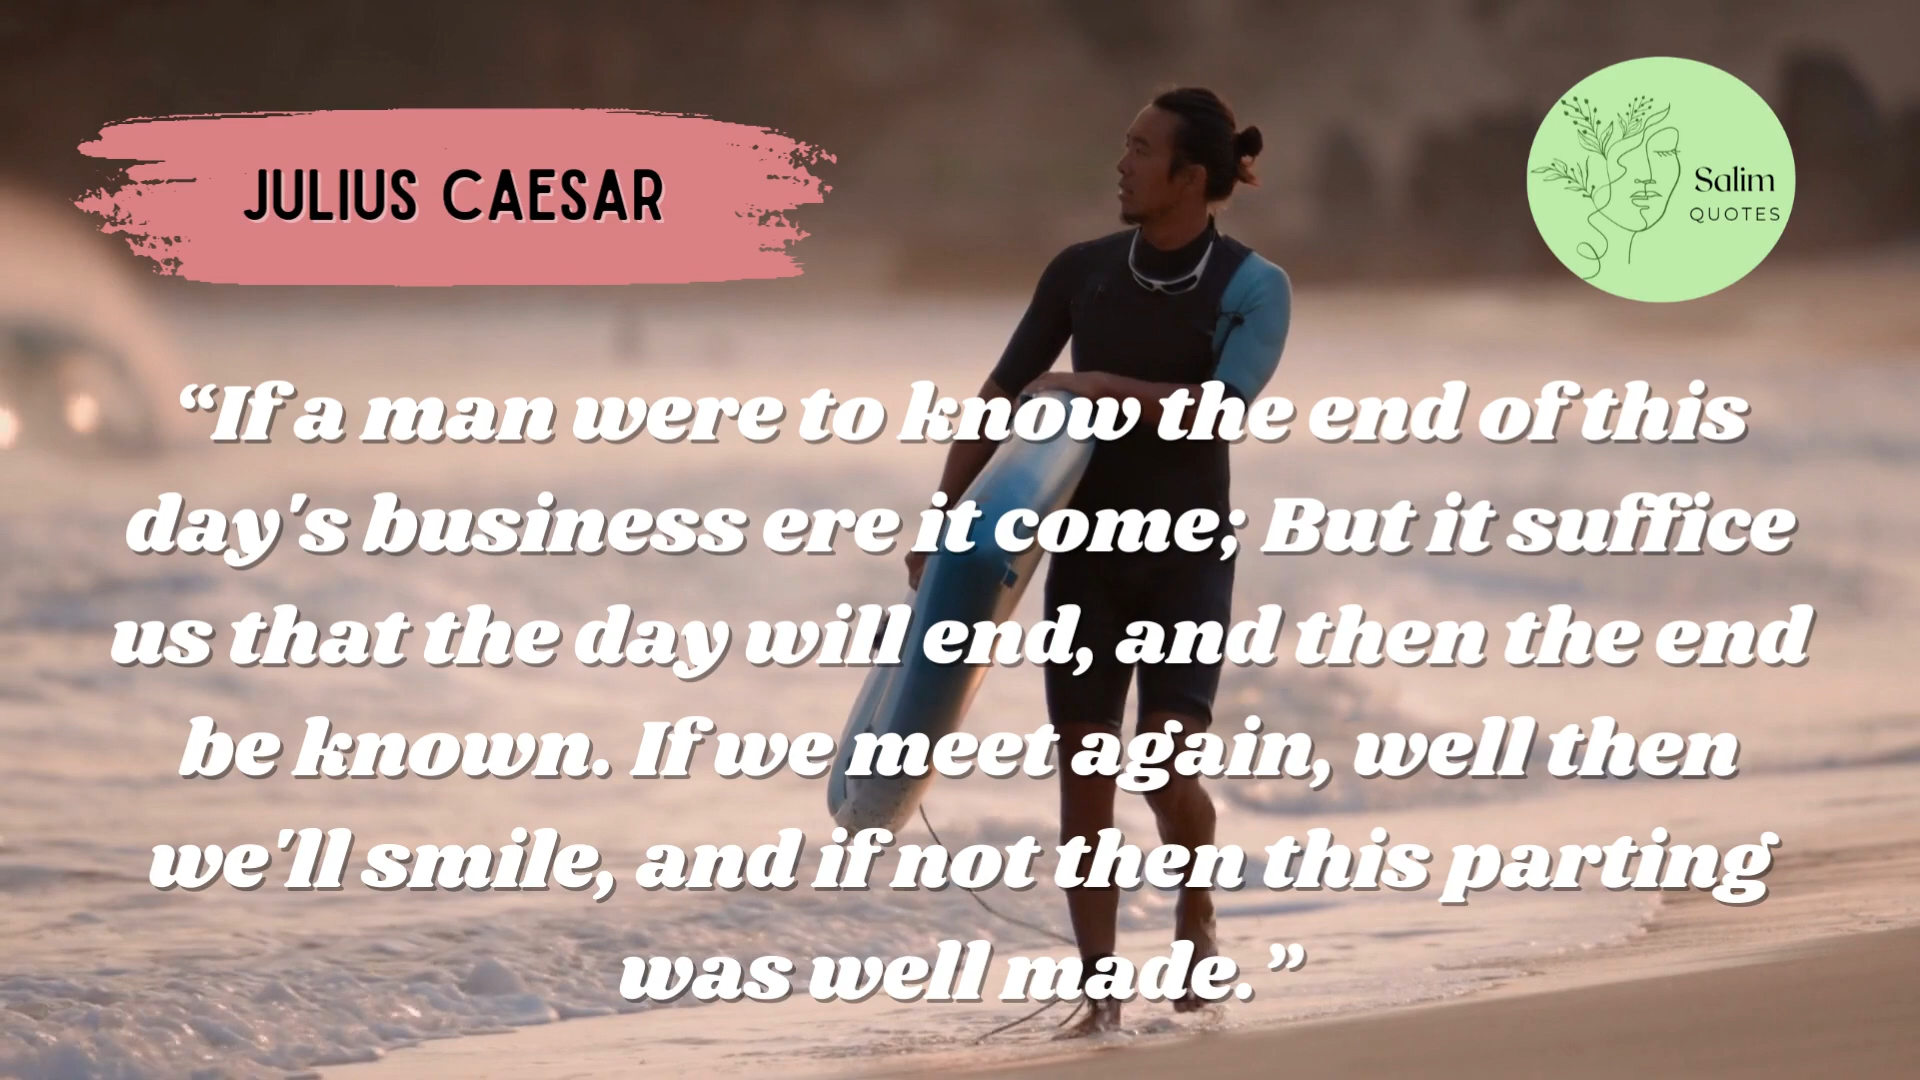 JULIUS CAESAR
Salim
QUOTES
“If a man were to know the end of this
day's business ere it come; But it suffice
us that the day will end, and then the end
be known. If we meet again, well then
we'll smile, and if not then this parting
was well made.”